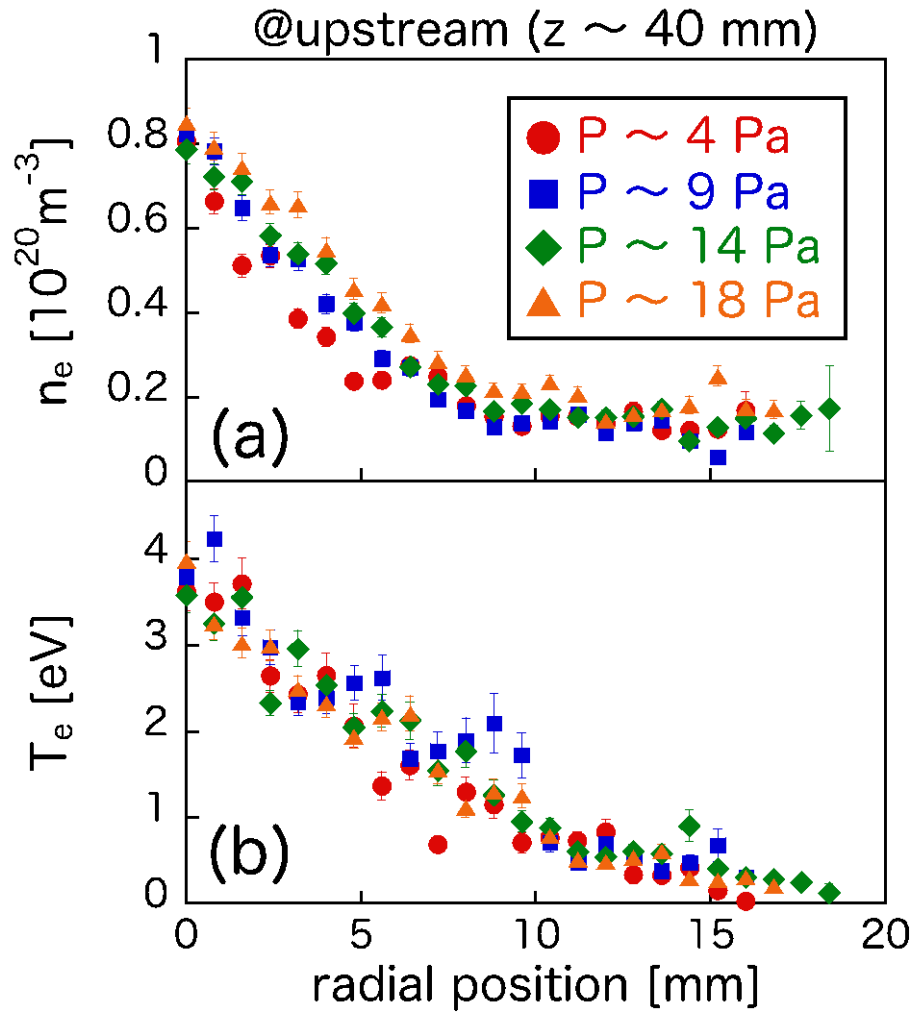 @upstream (z ~ 40 mm)
1
0.8
0.6
0.4
0.2
0
nₑ [10²⁰m⁻³]
P ~ 4 Pa
P ~ 9 Pa
P ~ 14 Pa
P ~ 18 Pa
(a)
4
3
2
1
0
Tₑ [eV]
(b)
0 5 10 15 20
radial position [mm]